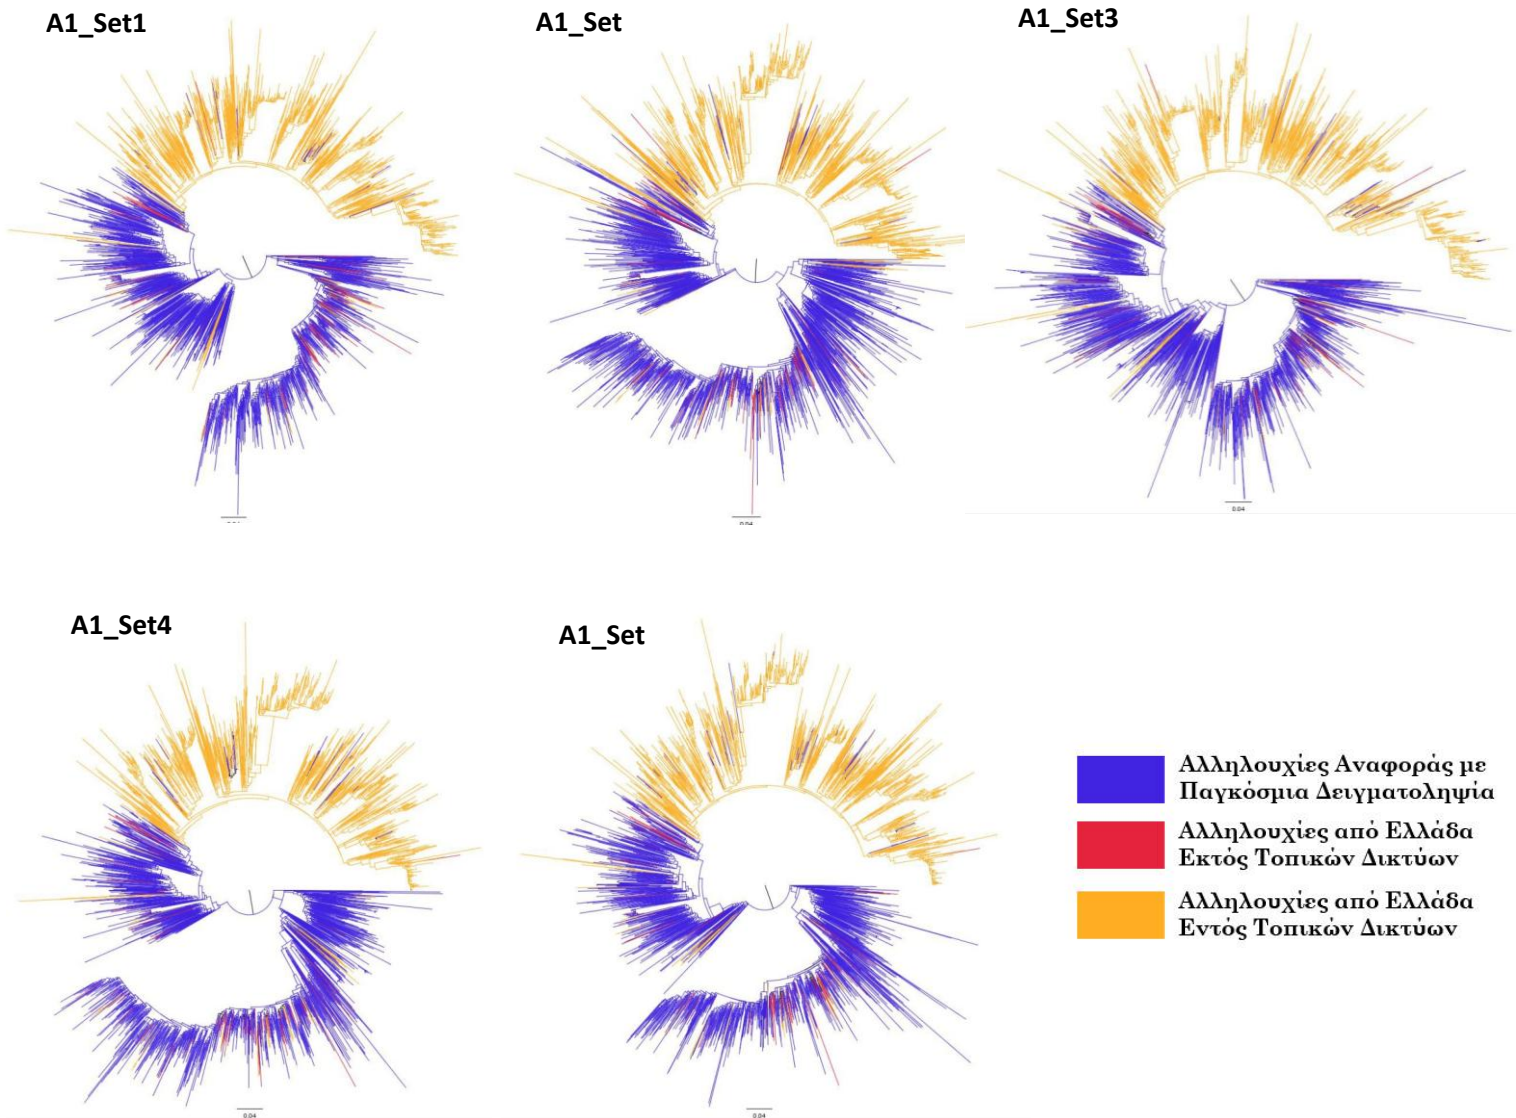 A1_Set1
A1_Set
A1_Set3
0.04
0.04
A1_Set4
A1_Set
Αλληλουχίες Αναφοράς με
Παγκόσμια Δειγματοληψία
Αλληλουχίες από Ελλάδα
Εκτός Τοπικών Δικτύων
Αλληλουχίες από Ελλάδα
Εντός Τοπικών Δικτύων
0.04
0.04